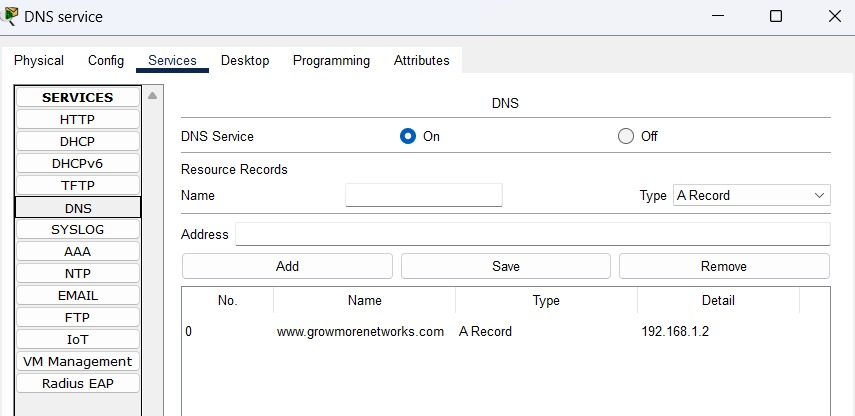 DNS service
Physical Config Services Desktop Programming Attributes
SERVICES
HTTP
DHCP
DHCPv6
TFTP
DNS
SYSLOG
AAA
NTP
EMAIL
FTP
IoT
VM Management
Radius EAP
DNS
DNS Service On Off
Resource Records
Name Type A Record
Address
Add Save Remove
No. Name Type Detail
0 www.growmorenetworks.com A Record 192.168.1.2